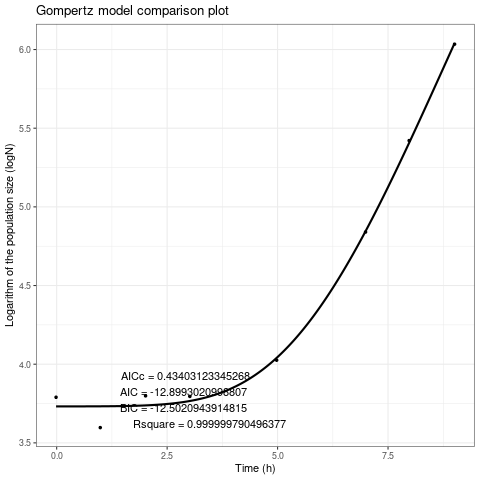 Gompertz model comparison plot
Logarithm of the population size (logN)
6.0
5.5
5.0
4.5
4.0
3.5
AICc = 0.43403123345268
AIC = -12.8993020998807
BIC = -12.5020943914815
Rsquare = 0.999999790496377
0.0 2.5 5.0 7.5
Time (h)